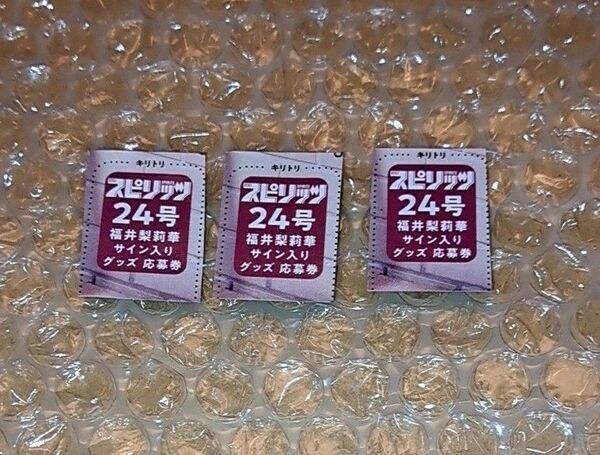 キリトリ
スピリッツ
24号
福井梨莉華
サイン入り
グッズ 応募券
キリトリ
スピリッツ
24号
福井梨莉華
サイン入り
グッズ 応募券
キリトリ
スピリッツ
24号
福井梨莉華
サイン入り
グッズ 応募券